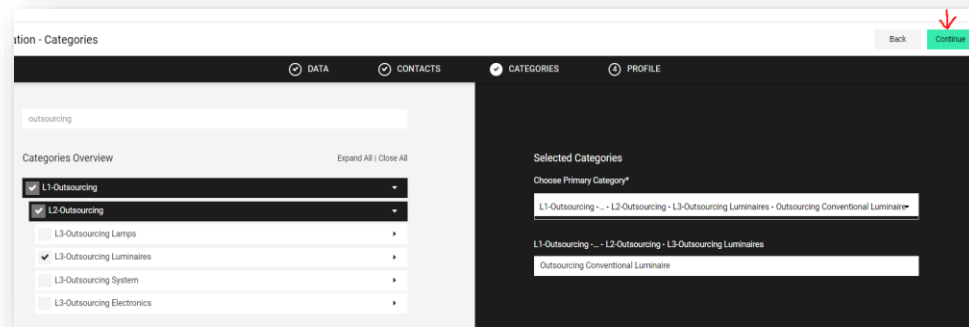 ation - Categories
Back
Continue
DATA
CONTACTS
CATEGORIES
4 PROFILE
outsourcing
Categories Overview
Expand All | Close All
L1-Outsourcing
L2-Outsourcing
L3-Outsourcing Lamps
L3-Outsourcing Luminaires
L3-Outsourcing System
L3-Outsourcing Electronics
Selected Categories
Choose Primary Category*
L1-Outsourcing -... - L2-Outsourcing - L3-Outsourcing Luminaires - Outsourcing Conventional Luminaire
L1-Outsourcing -... - L2-Outsourcing - L3-Outsourcing Luminaires
Outsourcing Conventional Luminaire